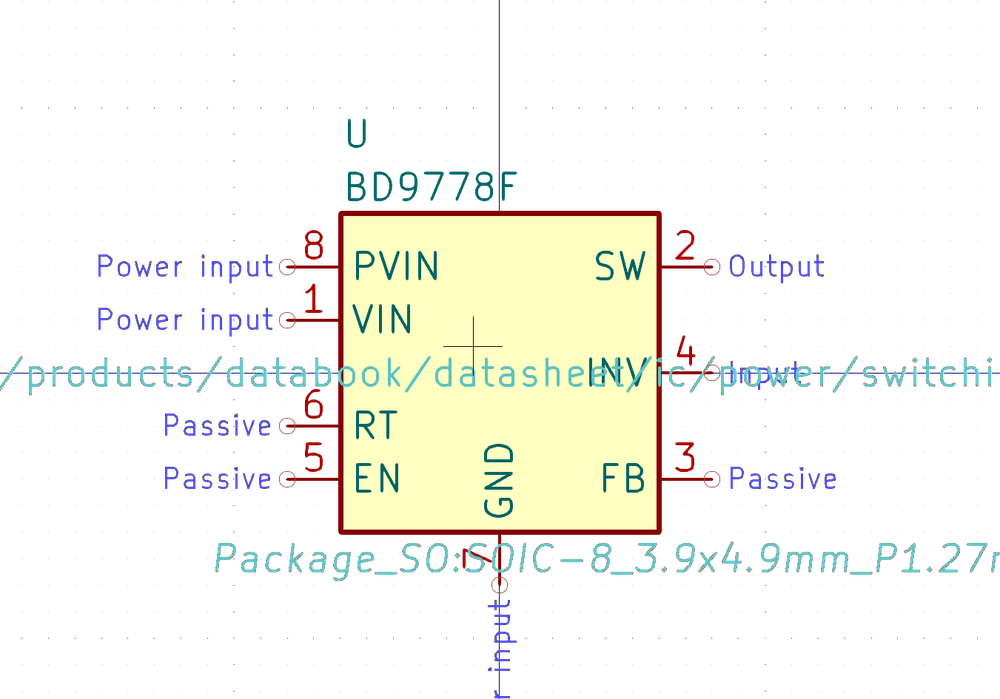 U
BD9778F
Power input 8 PVIN SW 2 Output
Power input 1 VIN
/products/databook/datasheet/ic/power/switchi
INV 4 Input
Passive 6 RT
Passive 5 EN FB 3 Passive
GND
7
Package_SO:SOIC-8_3.9x4.9mm_P1.27
r input